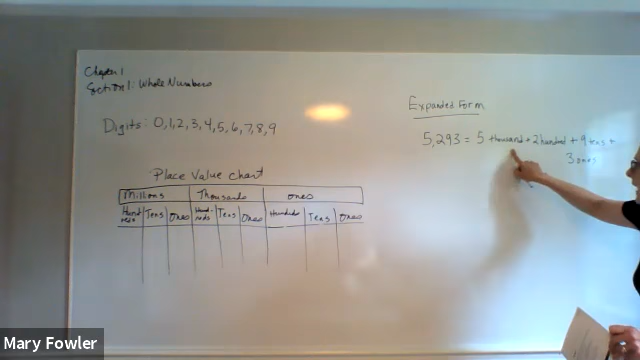 Chapter 1
Section 1: Whole Numbers
Digits: 0,1,2,3,4,5,6,7,8,9
Place Value Chart
Millions Thousands ones
Hundreds Tens Ones Hundreds Tens Ones Hundreds Tens Ones
Expanded Form
5,293 = 5 thousand + 2 hundred + 9 tens +
3 ones
Mary Fowler